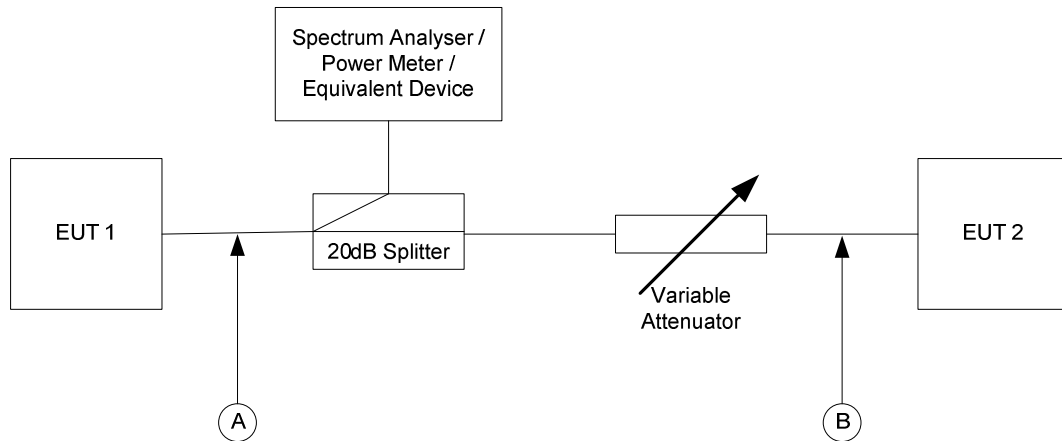 Spectrum Analyser /
Power Meter /
Equivalent Device
EUT 1
20dB Splitter
Variable
Attenuator
EUT 2
A
B